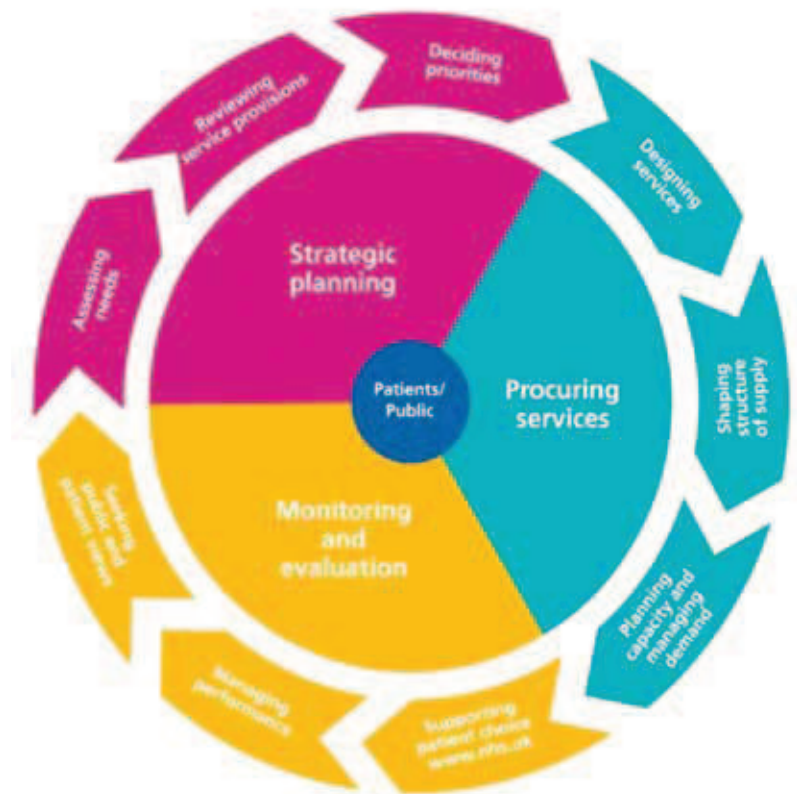 Deciding
priorities
Designing
services
Shaping
structure
of supply
Planning
capacity and
managing
demand
Supporting
patient choice
www.nhs.uk
Managing
performance
Seeking
public and
patient views
Assessing
needs
Reviewing
service provisions
Strategic
planning
Procuring
services
Monitoring
and
evaluation
Patients/
Public